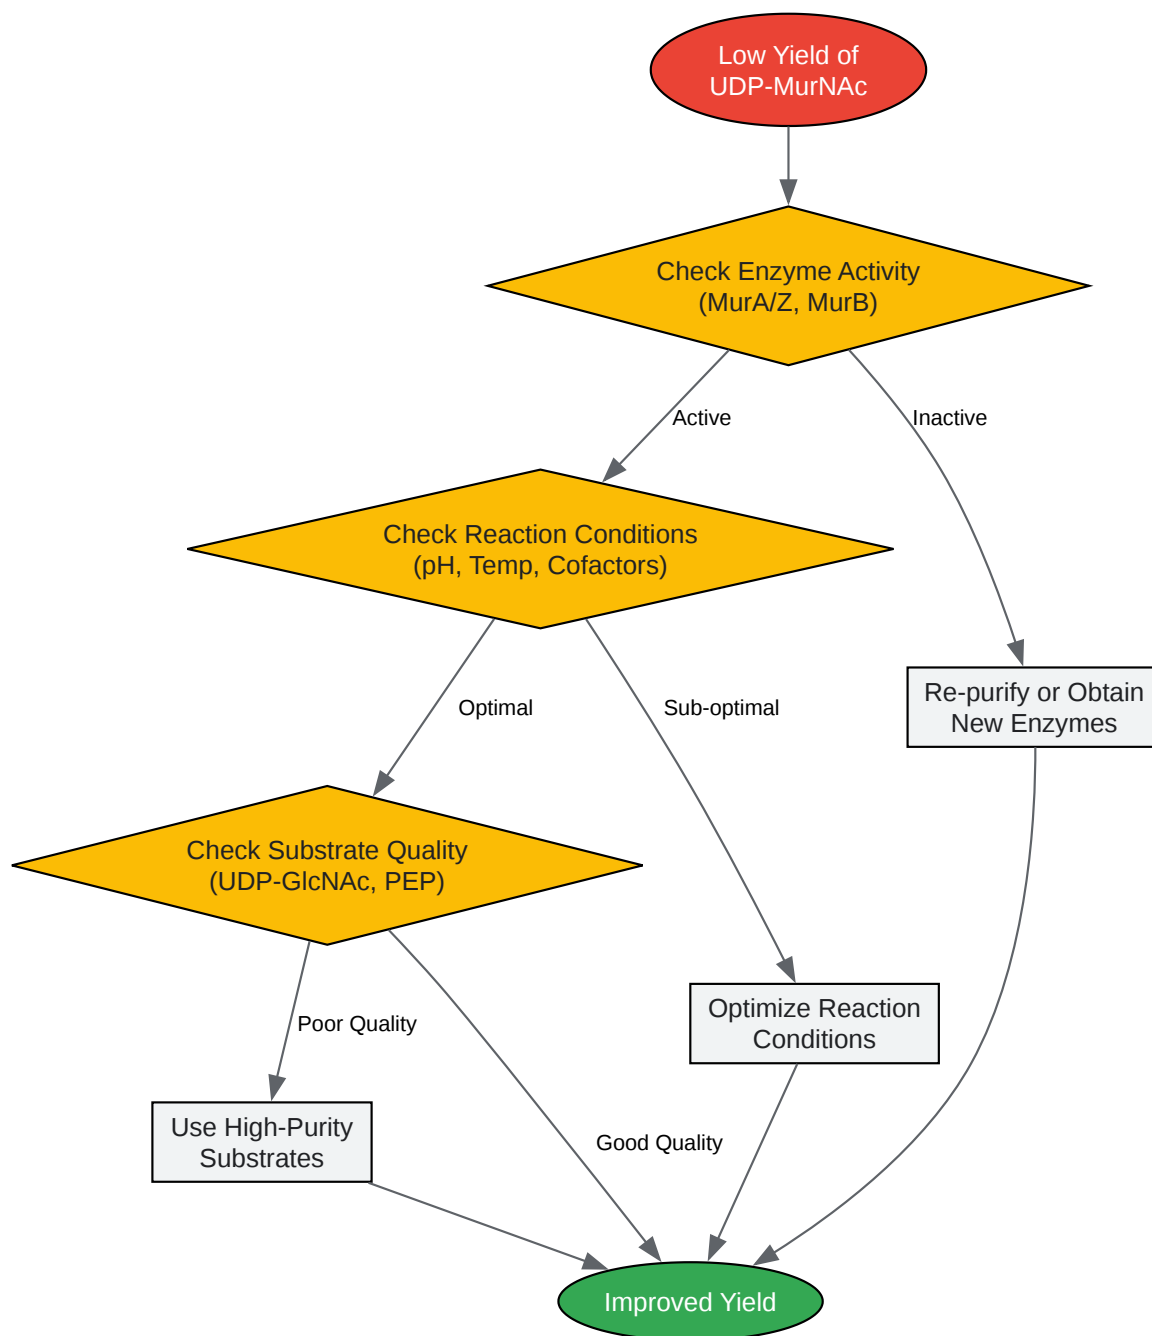 Low Yield of
UDP-MurNAc
Check Enzyme Activity
(MurA/Z, MurB)
Active
Inactive
Check Reaction Conditions
(pH, Temp, Cofactors)
Optimal
Sub-optimal
Re-purify or Obtain
New Enzymes
Check Substrate Quality
(UDP-GlcNAc, PEP)
Poor Quality
Optimize Reaction
Conditions
Use High-Purity
Substrates
Good Quality
Improved Yield